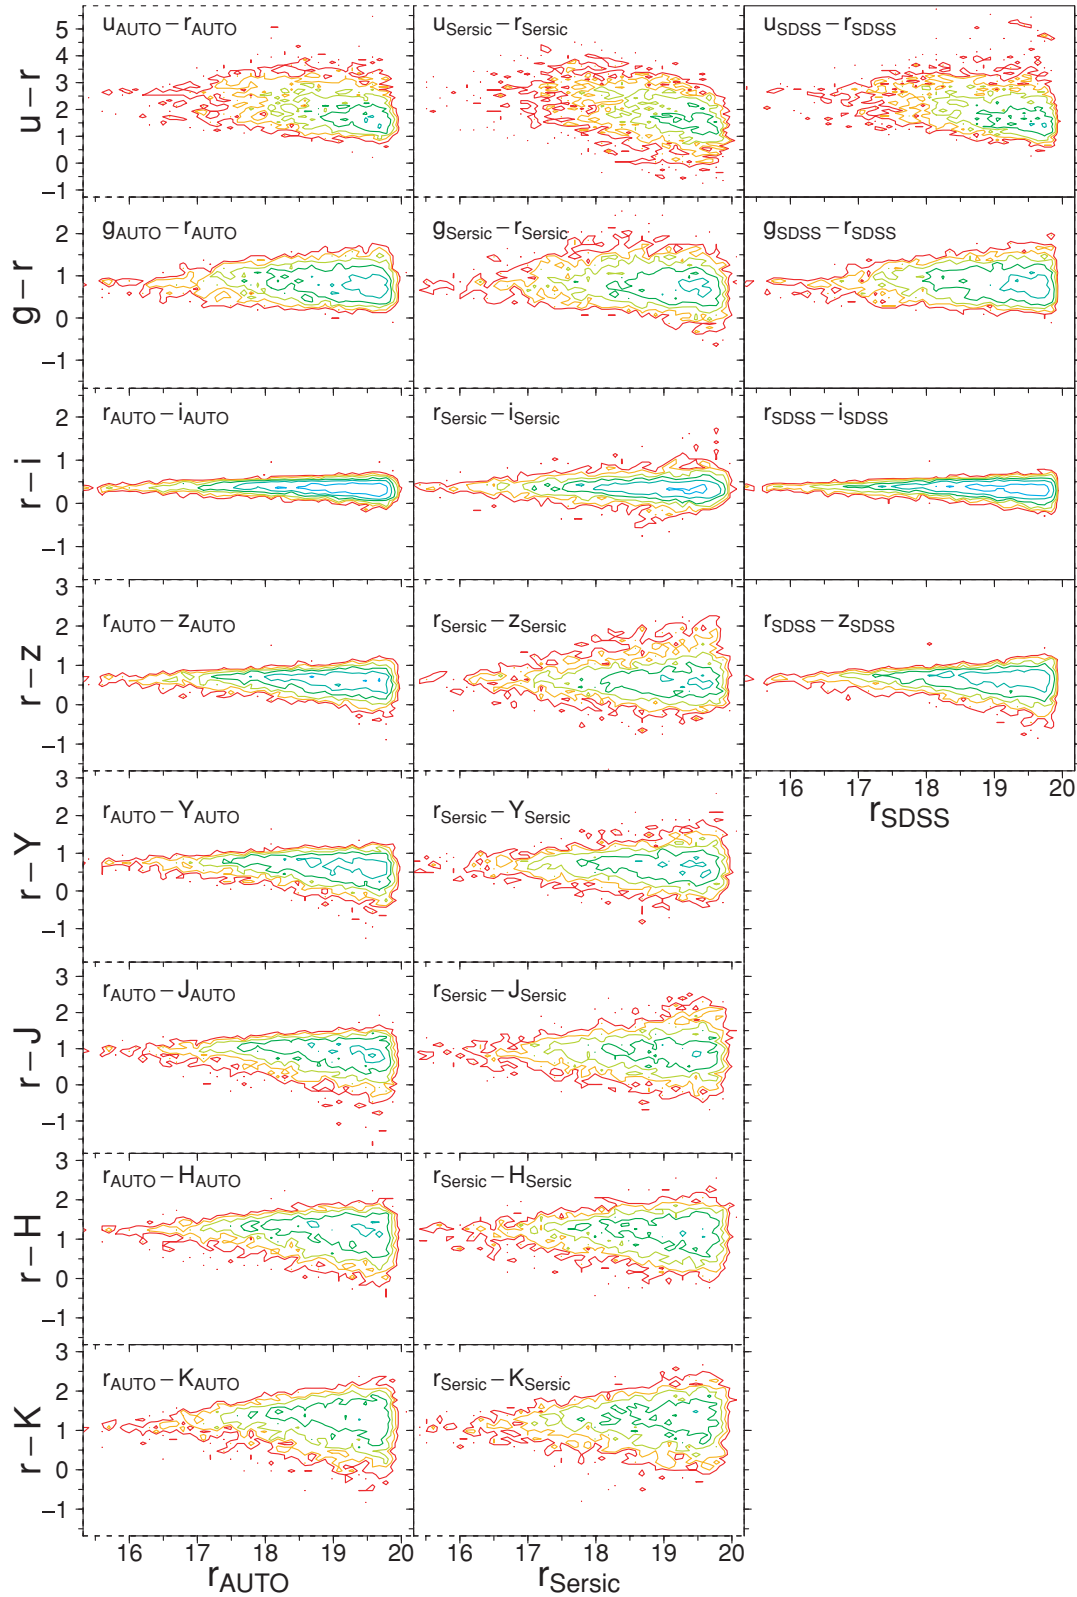 u_AUTO − r_AUTO
u_Sersic − r_Sersic
u_SDSS − r_SDSS
u − r
5
4
3
2
1
0
−1
g_AUTO − r_AUTO
g_Sersic − r_Sersic
g_SDSS − r_SDSS
g − r
2
1
0
−1
r_AUTO − i_AUTO
r_Sersic − i_Sersic
r_SDSS − i_SDSS
r − i
2
1
0
−1
r_AUTO − z_AUTO
r_Sersic − z_Sersic
r_SDSS − z_SDSS
r − z
3
2
1
0
−1
16 17 18 19 20
r_SDSS
r_AUTO − Y_AUTO
r_Sersic − Y_Sersic
r − Y
3
2
1
0
−1
r_AUTO − J_AUTO
r_Sersic − J_Sersic
r − J
3
2
1
0
−1
r_AUTO − H_AUTO
r_Sersic − H_Sersic
r − H
3
2
1
0
−1
r_AUTO − K_AUTO
r_Sersic − K_Sersic
r − K
3
2
1
0
−1
16 17 18 19 20
16 17 18 19 20
r_AUTO
r_Sersic